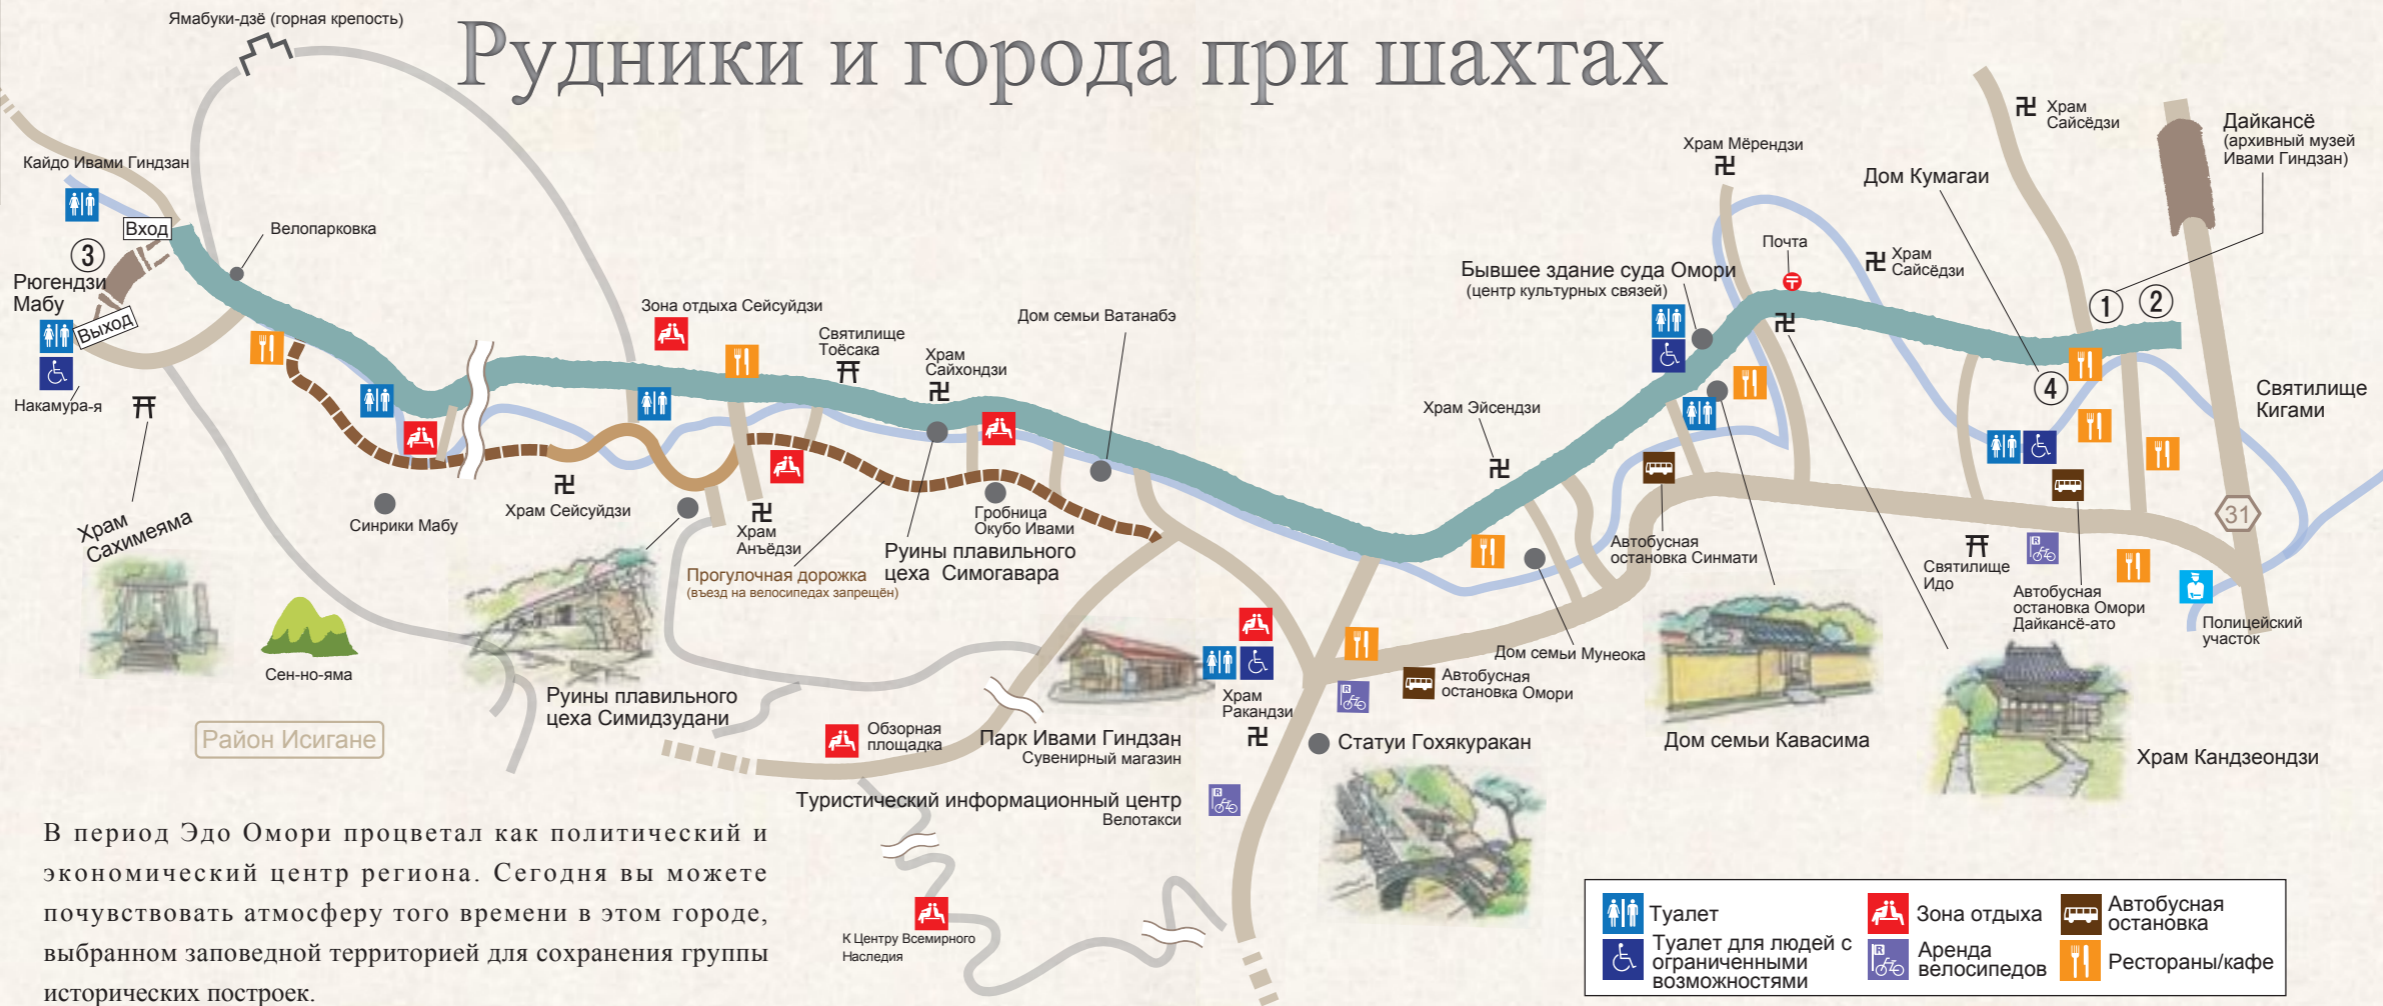 Рудники и города при шахтах
Ямабуки-дзё (горная крепость)
Кайдо Ивами Гиндзан
Вход
3
Рюгендзи
Мабу
Выход
Накамура-я
Велопарковка
Храм
Сахимеяма
Сен-но-яма
Район Исигане
Синрики Мабу
Храм Сейсуйдзи
Зона отдыха Сейсуйдзи
Святилище
Тоёсака
Храм
Сайхондзи
Дом семьи Ватанабэ
Храм
Анъёдзи
Гробница
Окубо Ивами
Руины плавильного
цеха Симогавара
Прогулочная дорожка
(въезд на велосипедах запрещён)
Руины плавильного
цеха Симидзудани
Обзорная
площадка
Парк Ивами Гиндзан
Сувенирный магазин
Туристический информационный центр
Велотакси
R
К Центру Всемирного
Наследия
Храм
Ракандзи
R
Статуи Гохякуракан
Автобусная
остановка Омори
Дом семьи Мунеока
Храм Эйсендзи
Автобусная
остановка Синмати
Бывшее здание суда Омори
(центр культурных связей)
Храм Мёрендзи
Почта
〒
Храм
Сайсёдзи
Дом Кумагаи
Храм
Сайсёдзи
Дайкансё
(архивный музей
Ивами Гиндзан)
1
2
4
Святилище
Кигами
31
Святилище
Идо
R
Автобусная
остановка Омори
Дайкансё-ато
Полицейский
участок
Дом семьи Кавасима
Храм Кандзеондзи
В период Эдо Омори процветал как политический и
экономический центр региона. Сегодня вы можете
почувствовать атмосферу того времени в этом городе,
выбранном заповедной территорией для сохранения группы
исторических построек.
Туалет
Туалет для людей с
ограниченными
возможностями
Зона отдыха
R
Аренда
велосипедов
Автобусная
остановка
Рестораны/кафе